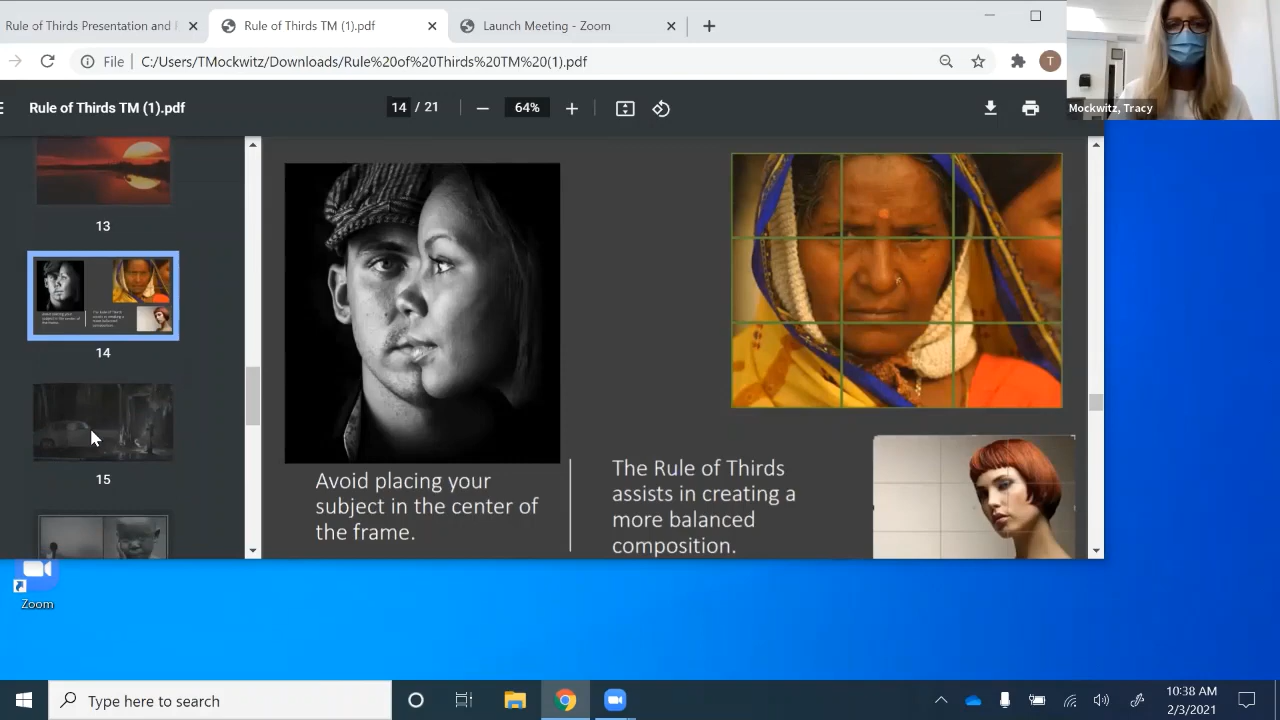 Rule of Thirds Presentation and
Rule of Thirds TM (1).pdf
Launch Meeting - Zoom
File
C:/Users/TMockwitz/Downloads/Rule%20of%20Thirds%20TM%20(1).pdf
T
Mockwitz, Tracy
Rule of Thirds TM (1).pdf
14 / 21
64%
13
14
15
Avoid placing your
subject in the center of
the frame.
The Rule of Thirds
assists in creating a
more balanced
composition.
Zoom
Type here to search
10:38 AM
2/3/2021